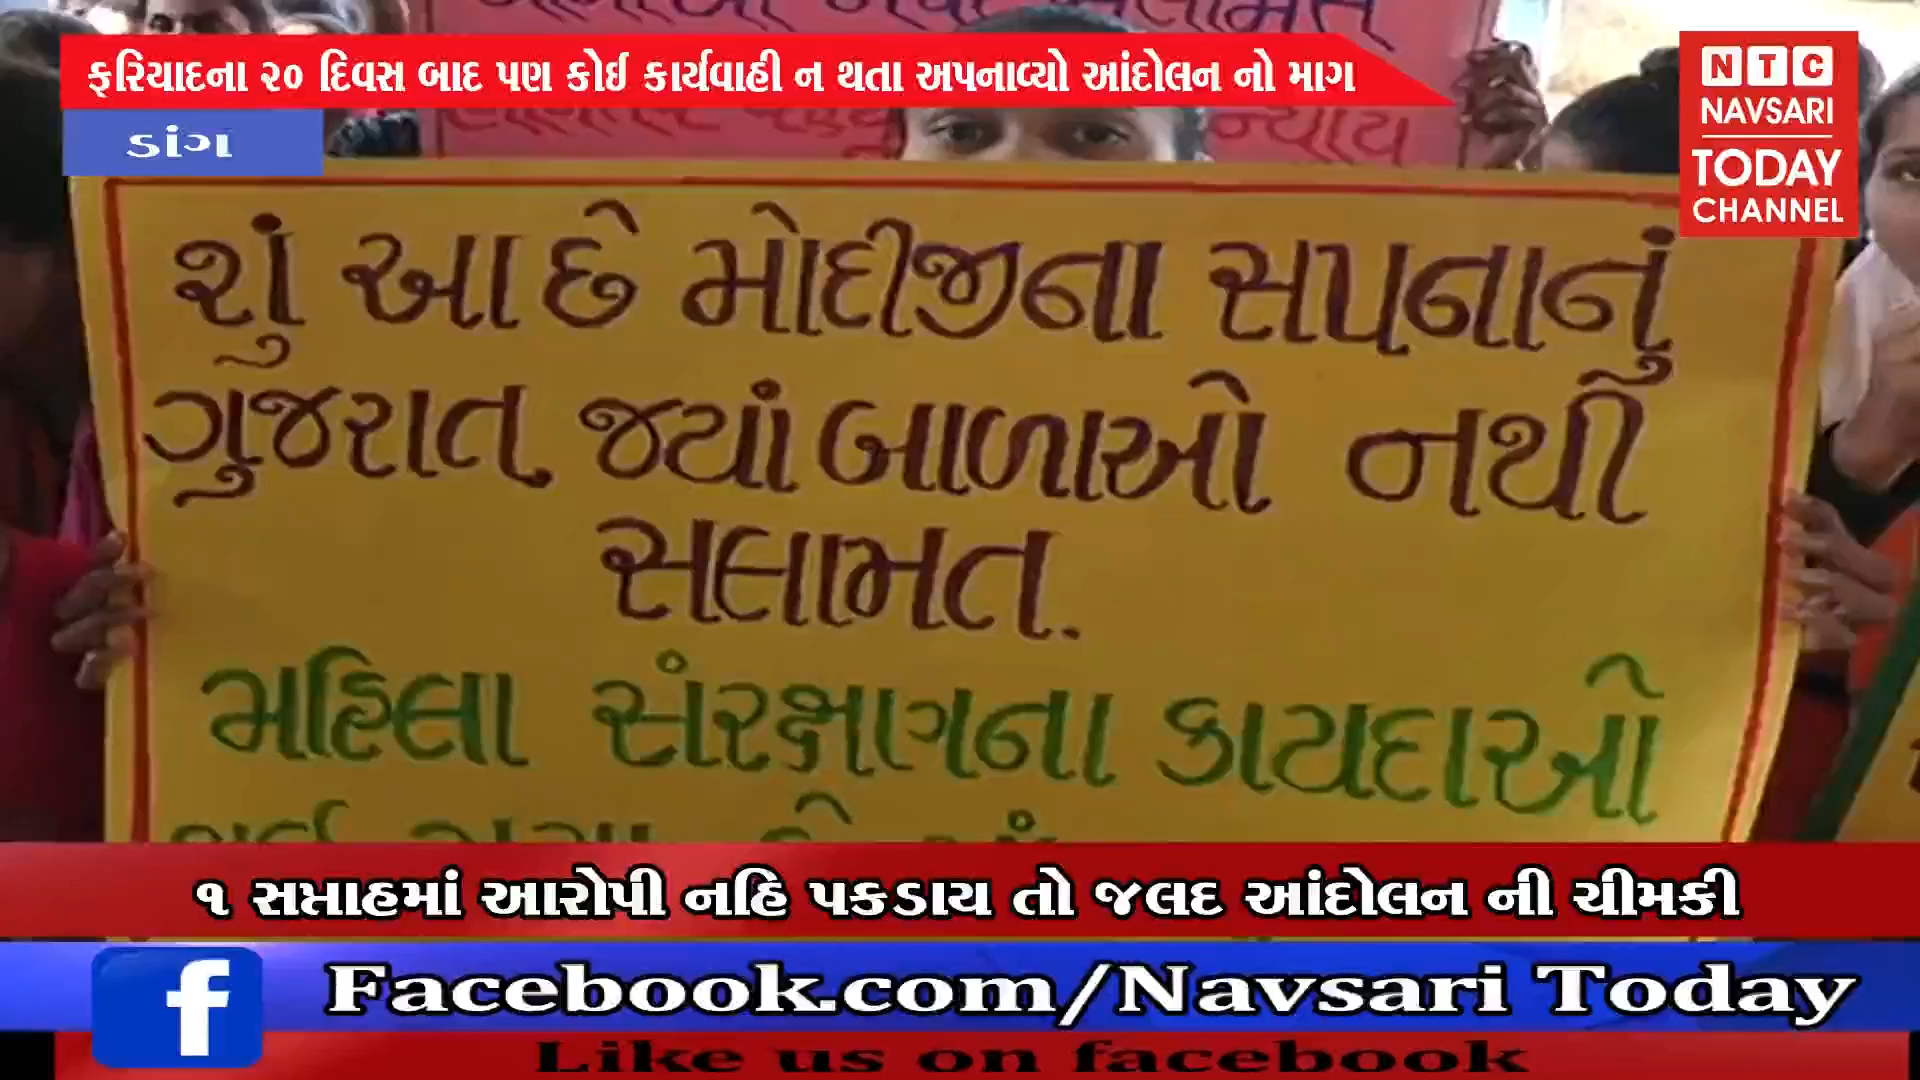 ફરિયાદના ૨૦ દિવસ બાદ પણ કોઈ કાર્યવાહી ન થતા અપનાવ્યો આંદોલન નો માગ
ડાંગ
NTC
NAVSARI
TODAY
CHANNEL
ન્યાય
શું આ છે મોદીજીના સપનાનું
ગુજરાત જ્યાં બાળાઓ નથી
સલામત.
મહિલા સંરક્ષણના કાયદાઓ
૧ સપ્તાહમાં આરોપી નહિ પકડાય તો જલદ આંદોલન ની ચીમકી
f Facebook.com/Navsari Today
Like us on facebook